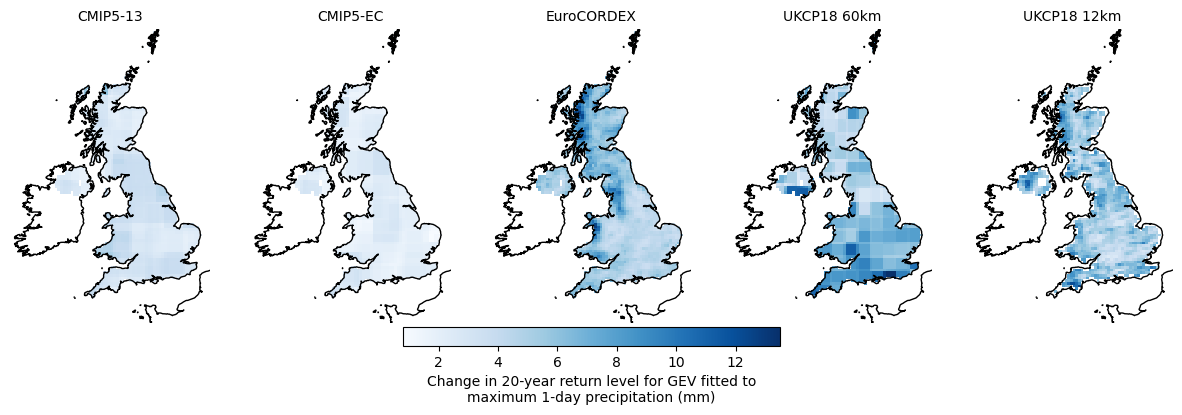 CMIP5-13
CMIP5-EC
EuroCORDEX
UKCP18 60km
UKCP18 12km
2 4 6 8 10 12
Change in 20-year return level for GEV fitted to
maximum 1-day precipitation (mm)